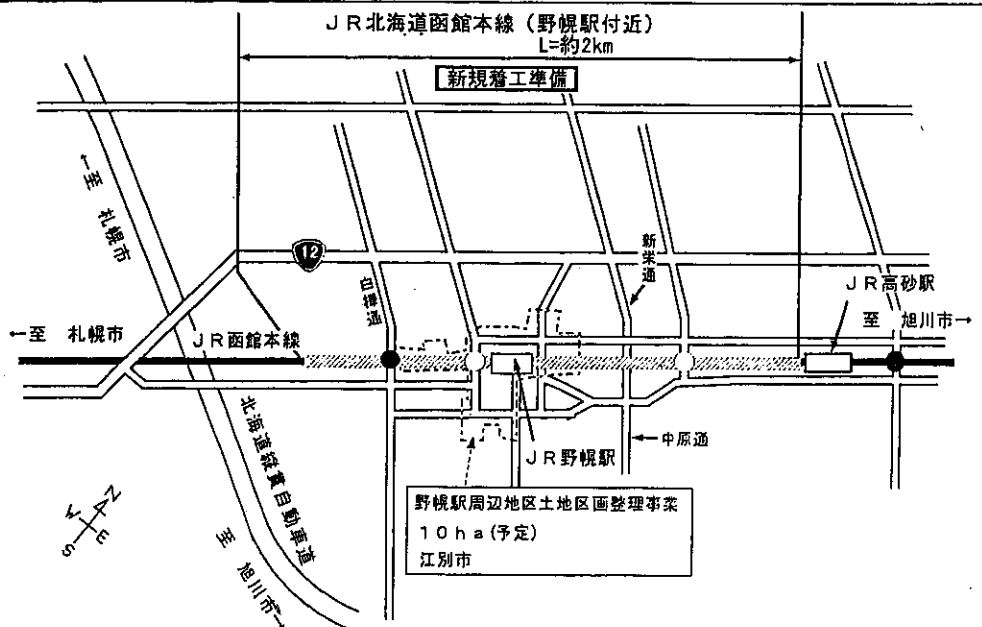 JR北海道函館本線(野幌駅付近)
L=約2km
新規着工準備
←至 札幌市
12
新栄通
白樺通
JR高砂駅
←至 札幌市
JR函館本線
至 旭川市→
北海道縦貫自動車道
←中原通
JR野幌駅
野幌駅周辺地区土地区画整理事業
10ha(予定)
江別市
N
W
E
S
至 旭川市→